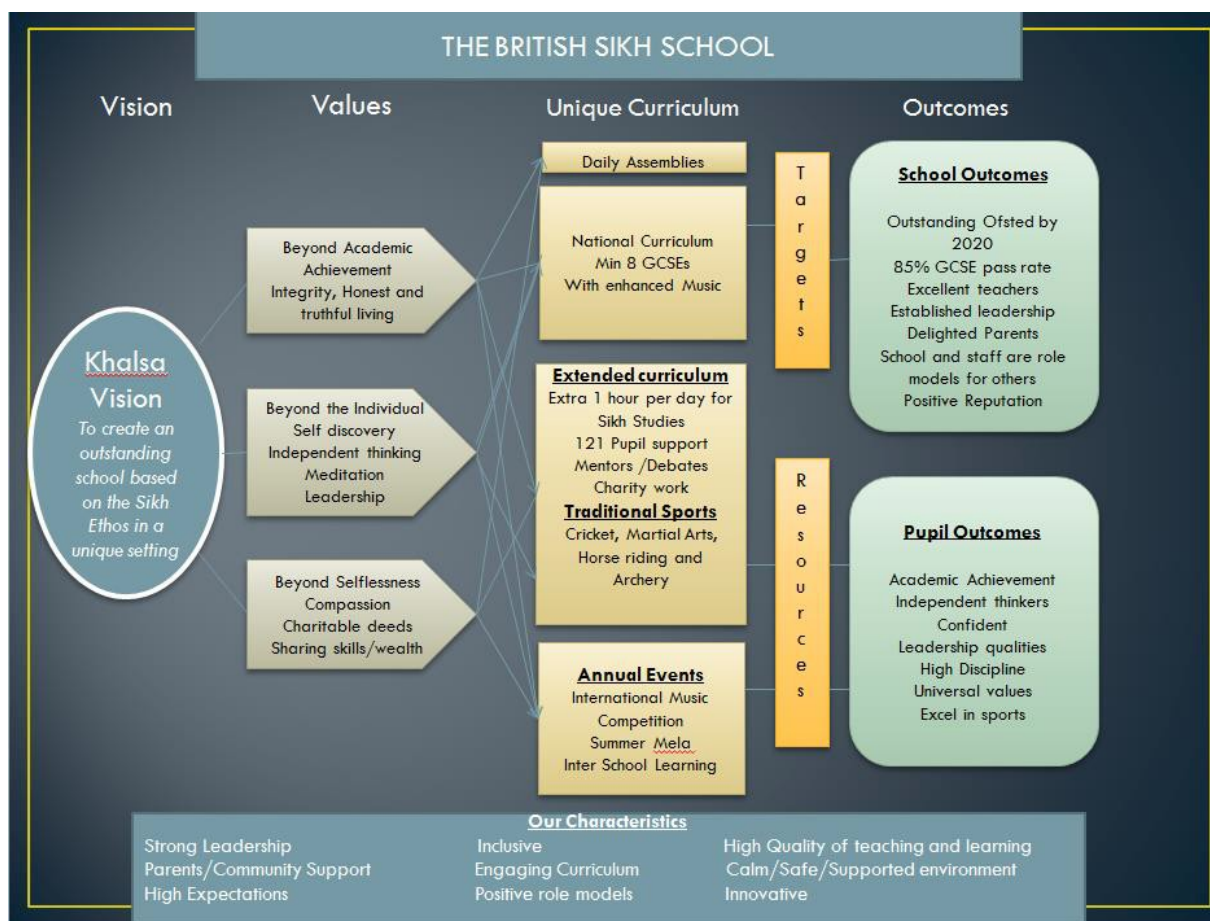 THE BRITISH SIKH SCHOOL
Vision
Values
Unique Curriculum
Outcomes
Khalsa
Vision
To create an
outstanding
school based
on the Sikh
Ethos in a
unique setting
Beyond Academic
Achievement
Integrity, Honest and
truthful living
Beyond the Individual
Self discovery
Independent thinking
Meditation
Leadership
Beyond Selflessness
Compassion
Charitable deeds
Sharing skills/wealth
Daily Assemblies
National Curriculum
Min 8 GCSEs
With enhanced Music
Extended curriculum
Extra 1 hour per day for
Sikh Studies
121 Pupil support
Mentors /Debates
Charity work
Traditional Sports
Cricket, Martial Arts,
Horse riding and
Archery
Annual Events
International Music
Competition
Summer Mela
Inter School Learning
Targets
Resources
School Outcomes
Outstanding Ofsted by
2020
85% GCSE pass rate
Excellent teachers
Established leadership
Delighted Parents
School and staff are role
models for others
Positive Reputation
Pupil Outcomes
Academic Achievement
Independent thinkers
Confident
Leadership qualities
High Discipline
Universal values
Excel in sports
Our Characteristics
Strong Leadership
Parents/Community Support
High Expectations
Inclusive
Engaging Curriculum
Positive role models
High Quality of teaching and learning
Calm/Safe/Supported environment
Innovative